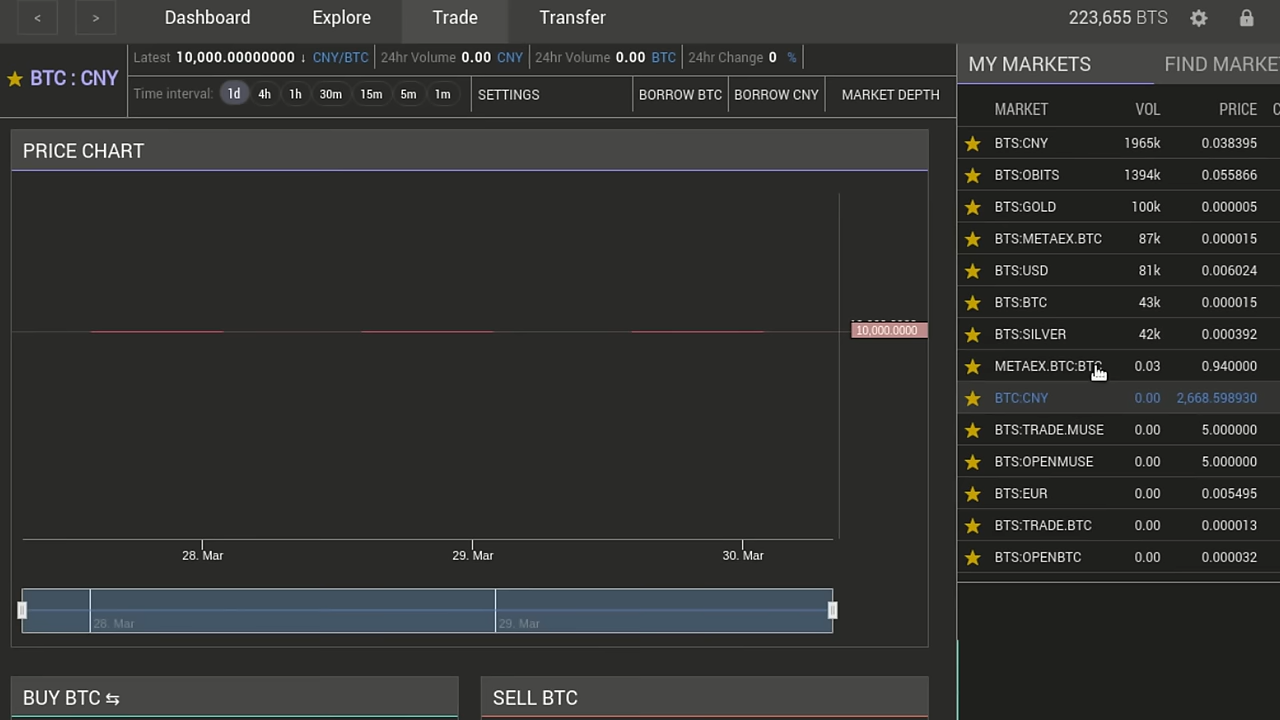 < > Dashboard Explore Trade Transfer 223,655 BTS
BTC : CNY
Latest 10,000.00000000 ↓ CNY/BTC 24hr Volume 0.00 CNY 24hr Volume 0.00 BTC 24hr Change 0 %
Time interval: 1d 4h 1h 30m 15m 5m 1m SETTINGS BORROW BTC BORROW CNY MARKET DEPTH
PRICE CHART
10,000.0000
28. Mar 29. Mar 30. Mar
28. Mar 29. Mar
BUY BTC ⇆ SELL BTC
MY MARKETS FIND MARKE
MARKET VOL PRICE C
BTS:CNY 1965k 0.038395
BTS:OBITS 1394k 0.055866
BTS:GOLD 100k 0.000005
BTS:METAEX.BTC 87k 0.000015
BTS:USD 81k 0.006024
BTS:BTC 43k 0.000015
BTS:SILVER 42k 0.000392
METAEX.BTC:BTC 0.03 0.940000
BTC:CNY 0.00 2,668.598930
BTS:TRADE.MUSE 0.00 5.000000
BTS:OPENMUSE 0.00 5.000000
BTS:EUR 0.00 0.005495
BTS:TRADE.BTC 0.00 0.000013
BTS:OPENBTC 0.00 0.000032